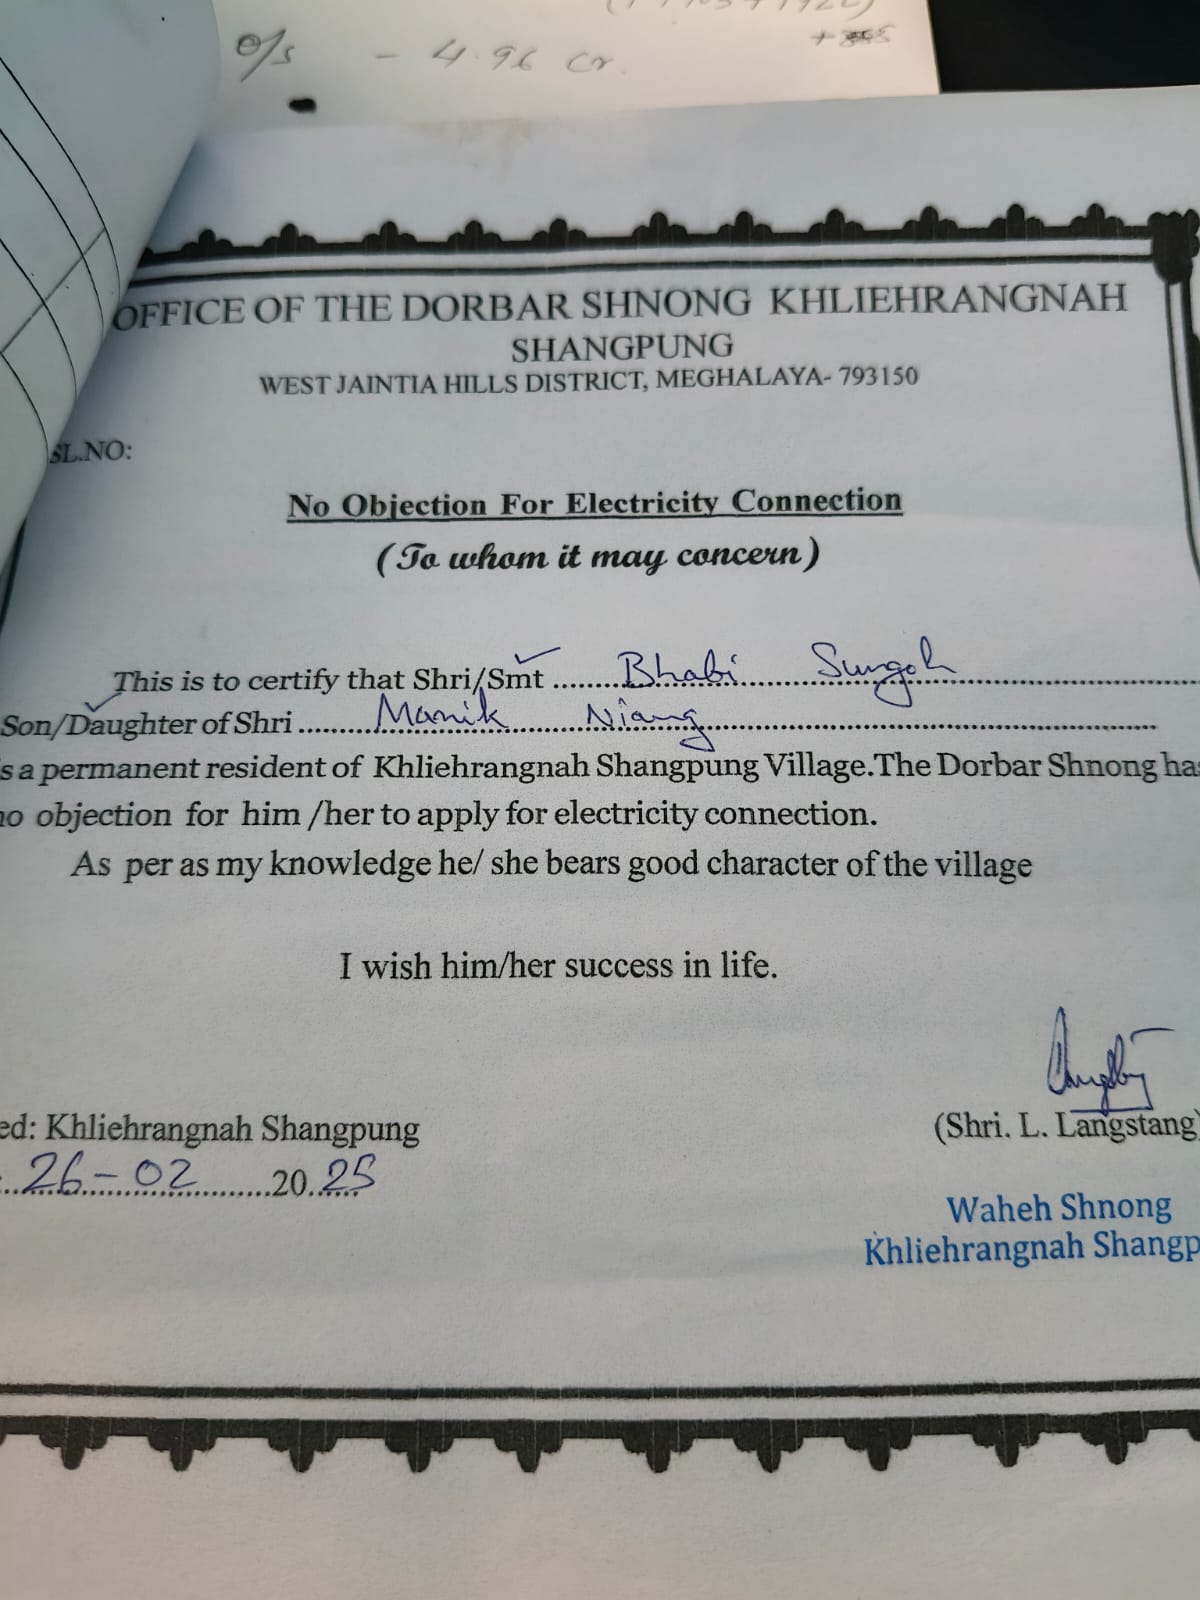 o/s - 4.96 Cr.
OFFICE OF THE DORBAR SHNONG KHLIEHRANGNAH
SHANGPUNG
WEST JAINTIA HILLS DISTRICT, MEGHALAYA- 793150
SL.NO:
No Objection For Electricity Connection
(To whom it may concern)
This is to certify that Shri/Smt ........Bhabi Sungoh
Son/Daughter of Shri .......... Manik Niang
s a permanent resident of Khliehrangnah Shangpung Village.The Dorbar Shnong has
no objection for him /her to apply for electricity connection.
As per as my knowledge he/ she bears good character of the village
I wish him/her success in life.
ed: Khliehrangnah Shangpung
(Shri. L. Langstang)
26-02 20 25
Waheh Shnong
Khliehrangnah Shangp